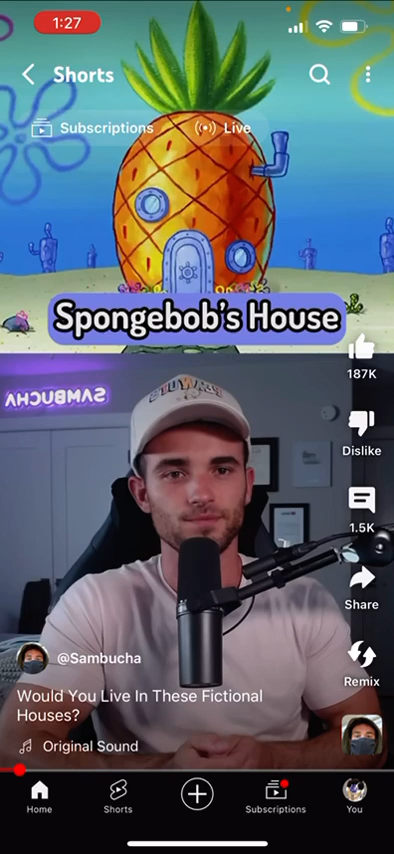 1:27
Shorts
Subscriptions
Live
Spongebob's House
187K
SAMBUCHA
Dislike
1.5K
Share
@Sambucha
Remix
Would You Live In These Fictional
Houses?
Original Sound
Home
Shorts
Subscriptions
You